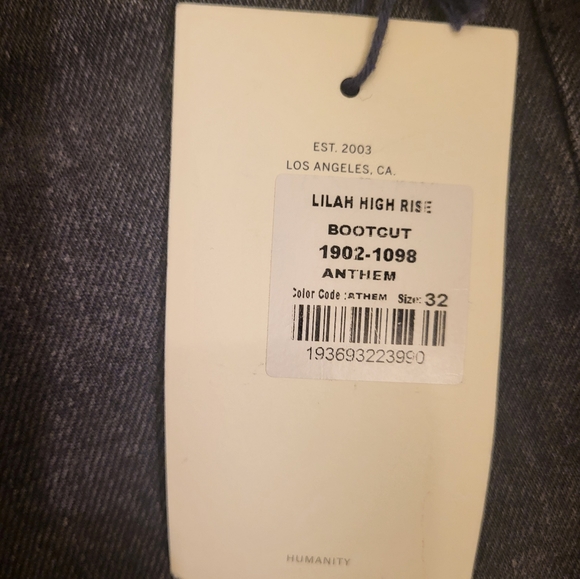 EST. 2003
LOS ANGELES, CA.
LILAH HIGH RISE
BOOTCUT
1902-1098
ANTHEM
Color Code :ATHEM Size: 32
193693223990
HUMANITY